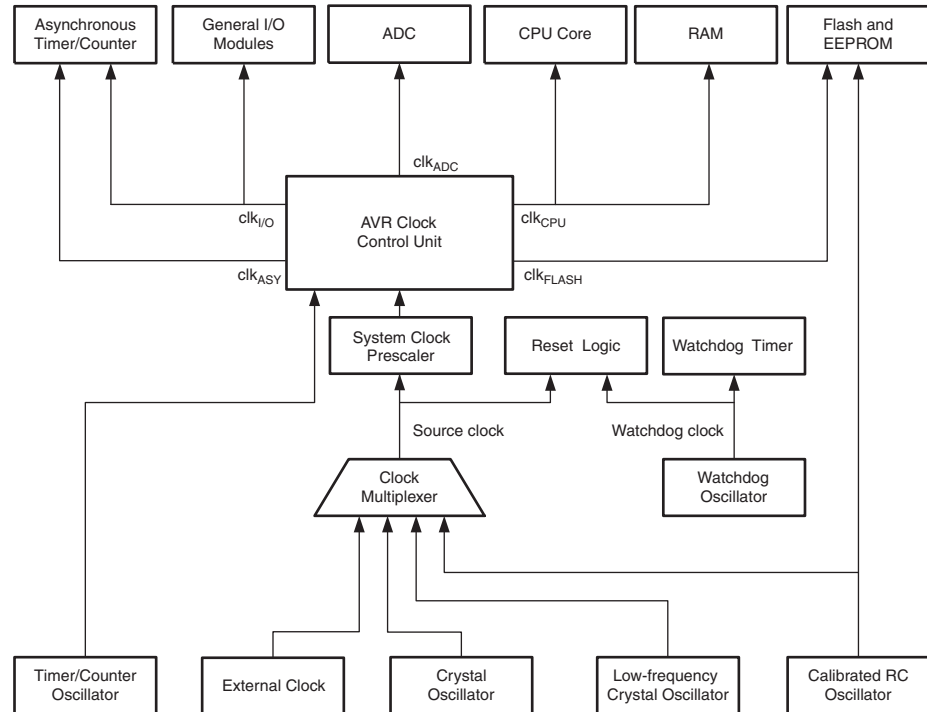 Asynchronous
Timer/Counter
General I/O
Modules
ADC
CPU Core
RAM
Flash and
EEPROM
clkADC
clkI/O
AVR Clock
Control Unit
clkCPU
clkASY
clkFLASH
System Clock
Prescaler
Reset Logic
Watchdog Timer
Source clock
Watchdog clock
Clock
Multiplexer
Watchdog
Oscillator
Timer/Counter
Oscillator
External Clock
Crystal
Oscillator
Low-frequency
Crystal Oscillator
Calibrated RC
Oscillator